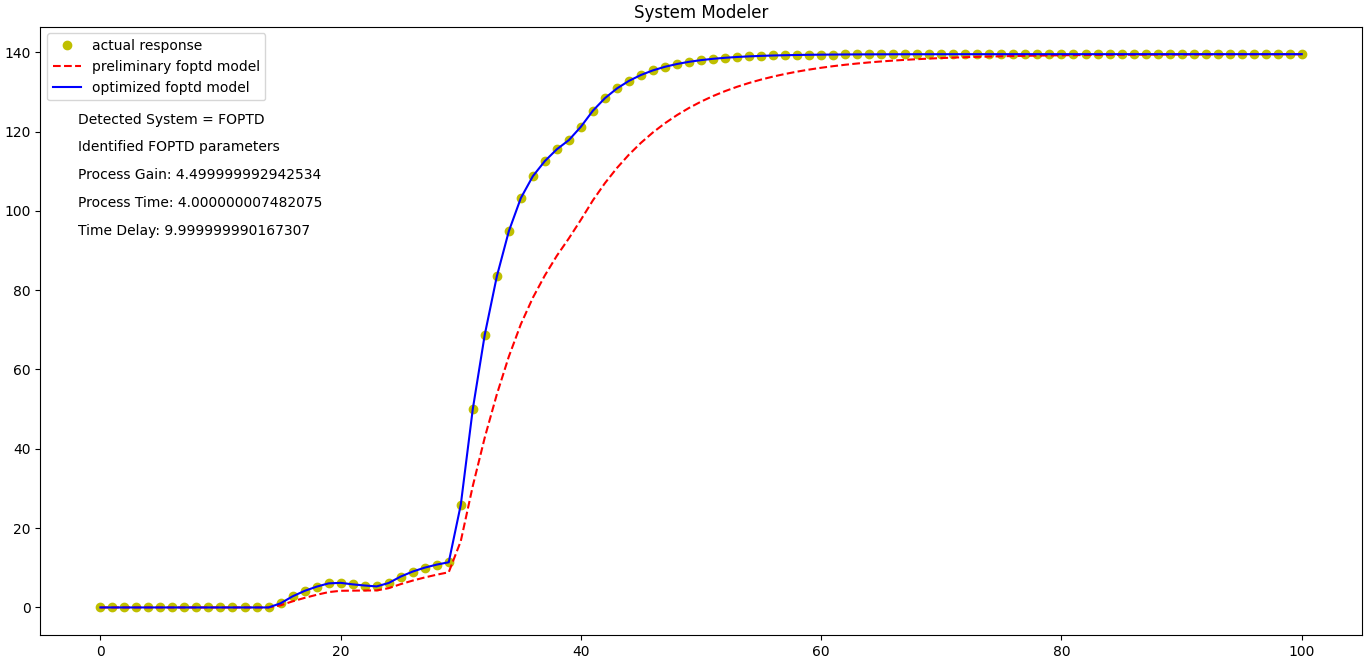 System Modeler
actual response
preliminary foptd model
optimized foptd model
Detected System = FOPTD
Identified FOPTD parameters
Process Gain: 4.499999992942534
Process Time: 4.000000007482075
Time Delay: 9.999999990167307
140
120
100
80
60
40
20
0
0 20 40 60 80 100